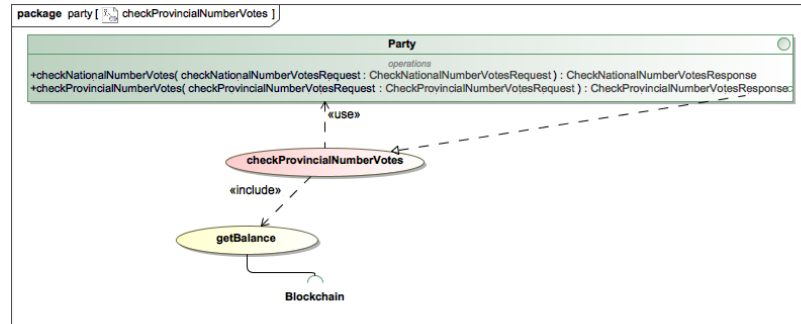 package party [ checkProvincialNumberVotes ]
Party
operations
+checkNationalNumberVotes( checkNationalNumberVotesRequest : CheckNationalNumberVotesRequest ) : CheckNationalNumberVotesResponse
+checkProvincialNumberVotes( checkProvincialNumberVotesRequest : CheckProvincialNumberVotesRequest ) : CheckProvincialNumberVotesResponse
«use»
checkProvincialNumberVotes
«include»
getBalance
Blockchain